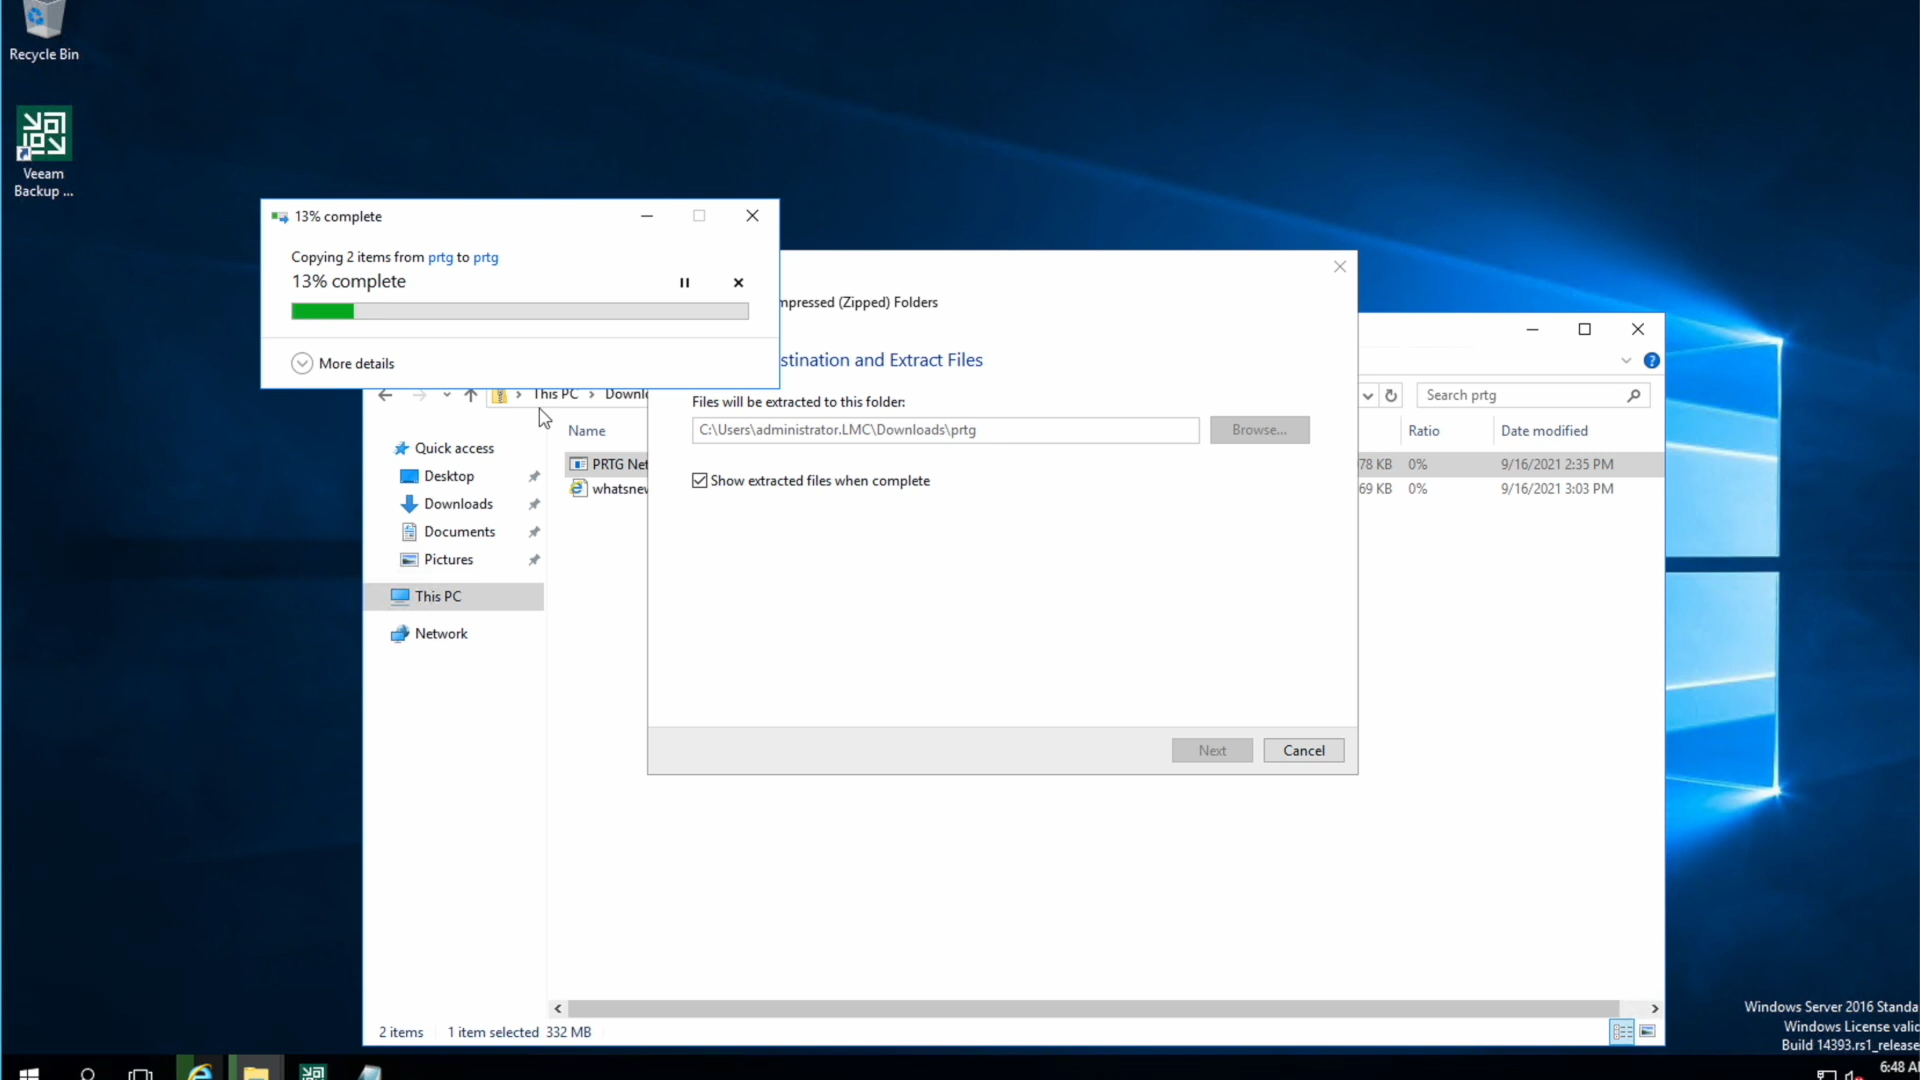 Recycle Bin
Veeam
Backup ...
13% complete
Copying 2 items from prtg to prtg
13% complete
More details
mpressed (Zipped) Folders
stination and Extract Files
Files will be extracted to this folder:
C:\Users\administrator.LMC\Downloads\prtg
Browse...
Show extracted files when complete
Next
Cancel
This PC
Downlo
Search prtg
Name
Ratio
Date modified
PRTG Net
78 KB
0%
9/16/2021 2:35 PM
whatsnew
69 KB
0%
9/16/2021 3:03 PM
Quick access
Desktop
Downloads
Documents
Pictures
This PC
Network
2 items
1 item selected 332 MB
Windows Server 2016 Standa
Windows License valid
Build 14393.rs1_release
6:48 A